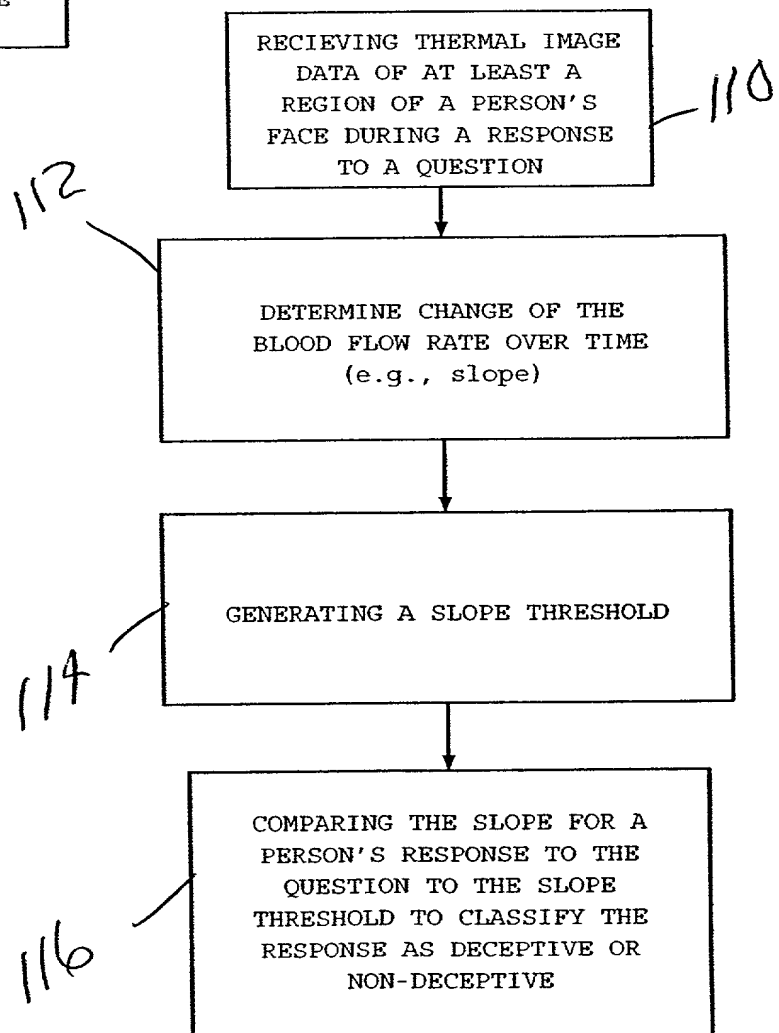 RECIEVING THERMAL IMAGE
DATA OF AT LEAST A
REGION OF A PERSON'S
FACE DURING A RESPONSE
TO A QUESTION
110
112
DETERMINE CHANGE OF THE
BLOOD FLOW RATE OVER TIME
(e.g., slope)
GENERATING A SLOPE THRESHOLD
114
COMPARING THE SLOPE FOR A
PERSON'S RESPONSE TO THE
QUESTION TO THE SLOPE
THRESHOLD TO CLASSIFY THE
RESPONSE AS DECEPTIVE OR
NON-DECEPTIVE
116